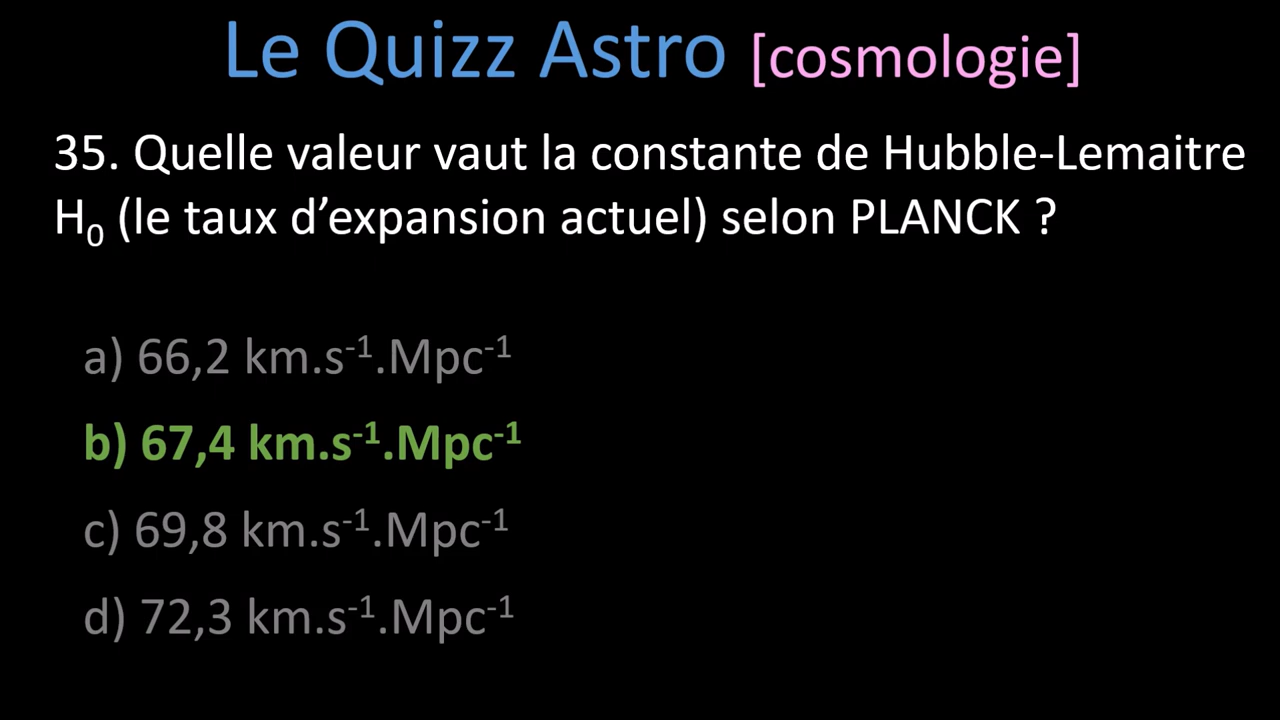 Le Quizz Astro [cosmologie]
35. Quelle valeur vaut la constante de Hubble-Lemaitre
H₀ (le taux d’expansion actuel) selon PLANCK ?
a) 66,2 km.s⁻¹.Mpc⁻¹
b) 67,4 km.s⁻¹.Mpc⁻¹
c) 69,8 km.s⁻¹.Mpc⁻¹
d) 72,3 km.s⁻¹.Mpc⁻¹